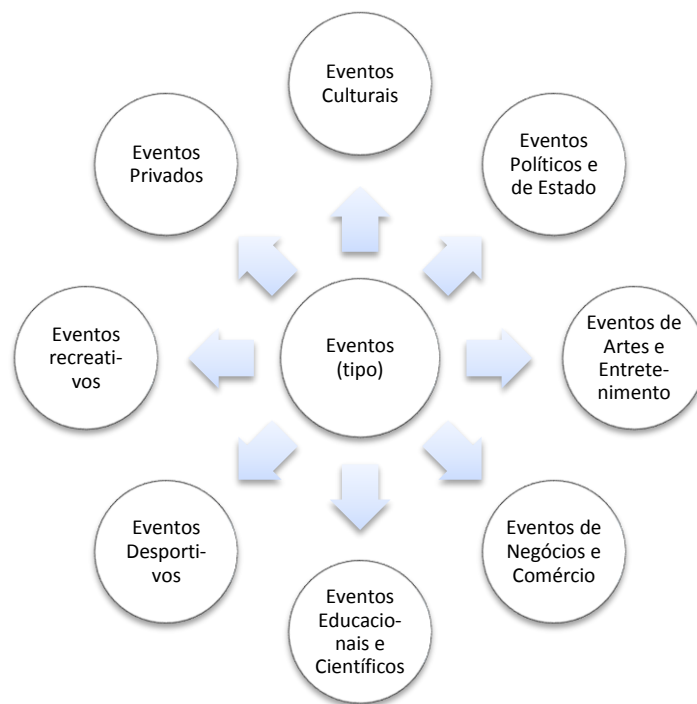 Eventos
Culturais
Eventos
Políticos e
de Estado
Eventos de
Artes e
Entrete-
nimento
Eventos de
Negócios e
Comércio
Eventos
Educacio-
nais e
Científicos
Eventos
Desporti-
vos
Eventos
recreati-
vos
Eventos
Privados
Eventos
(tipo)